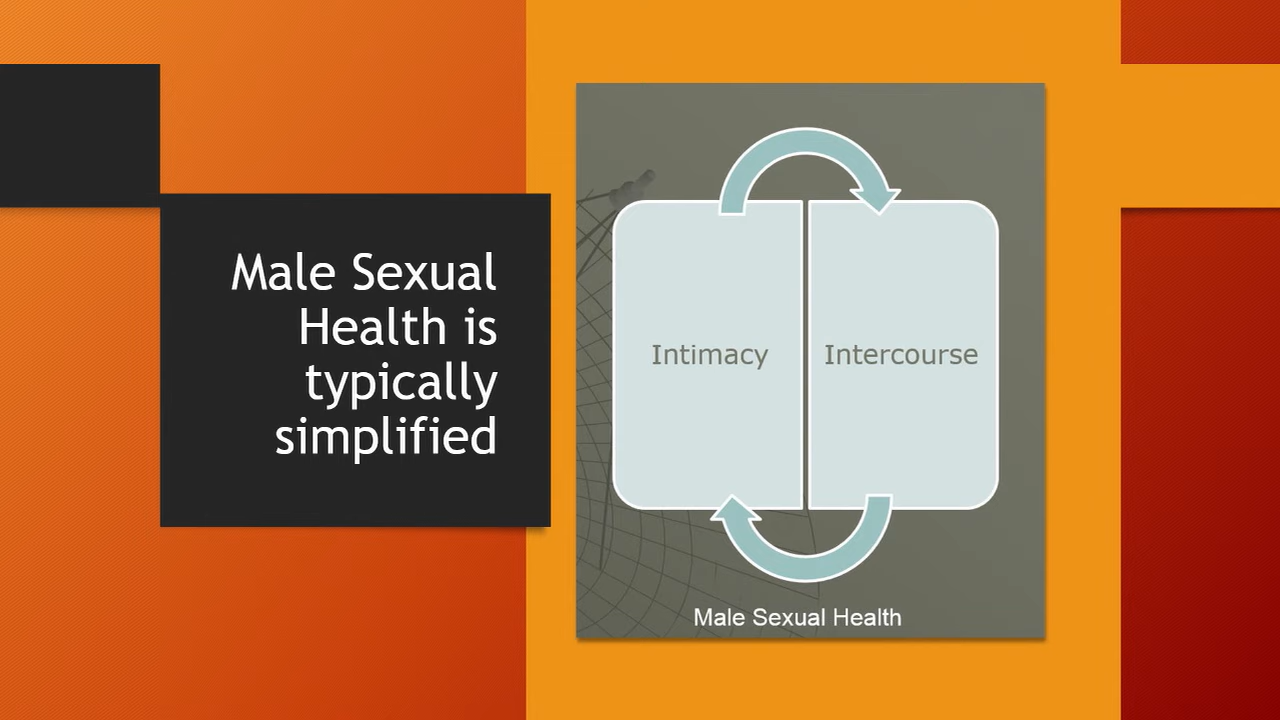 Male Sexual
Health is
typically
simplified
Intimacy
Intercourse
Male Sexual Health